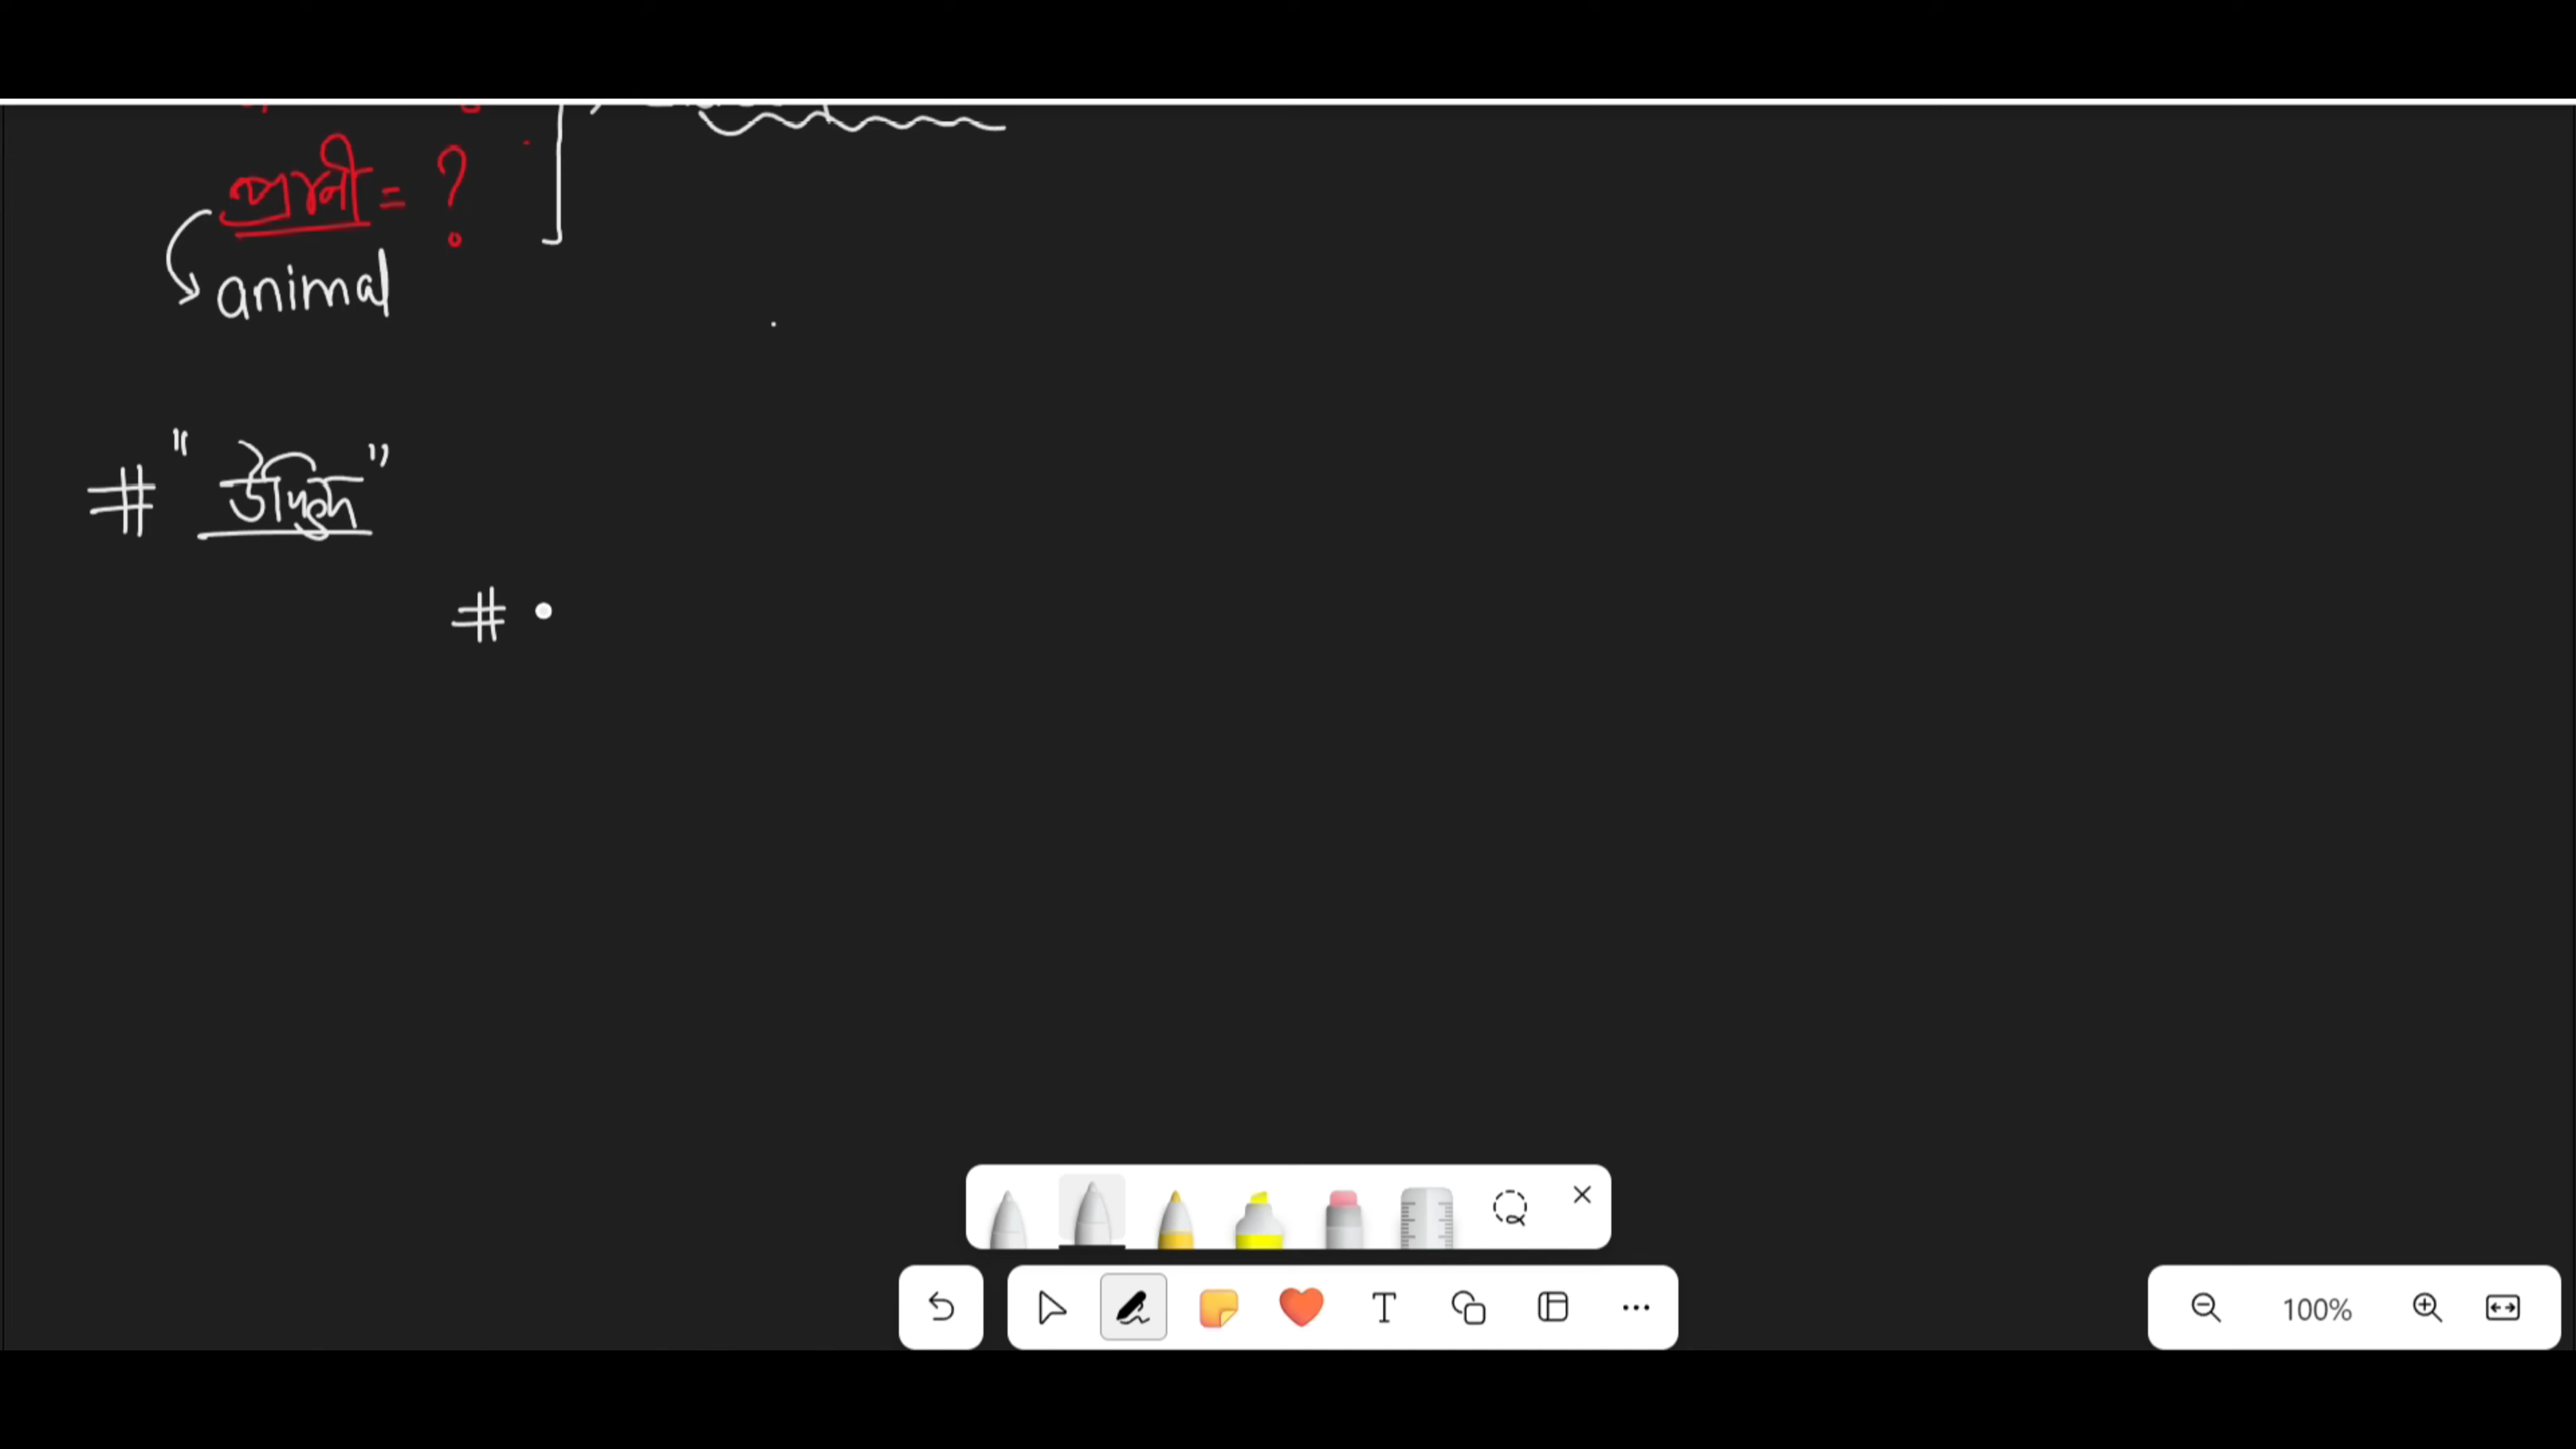 প্রানী = ?
animal
# "উদ্ভিদ"
#
100%